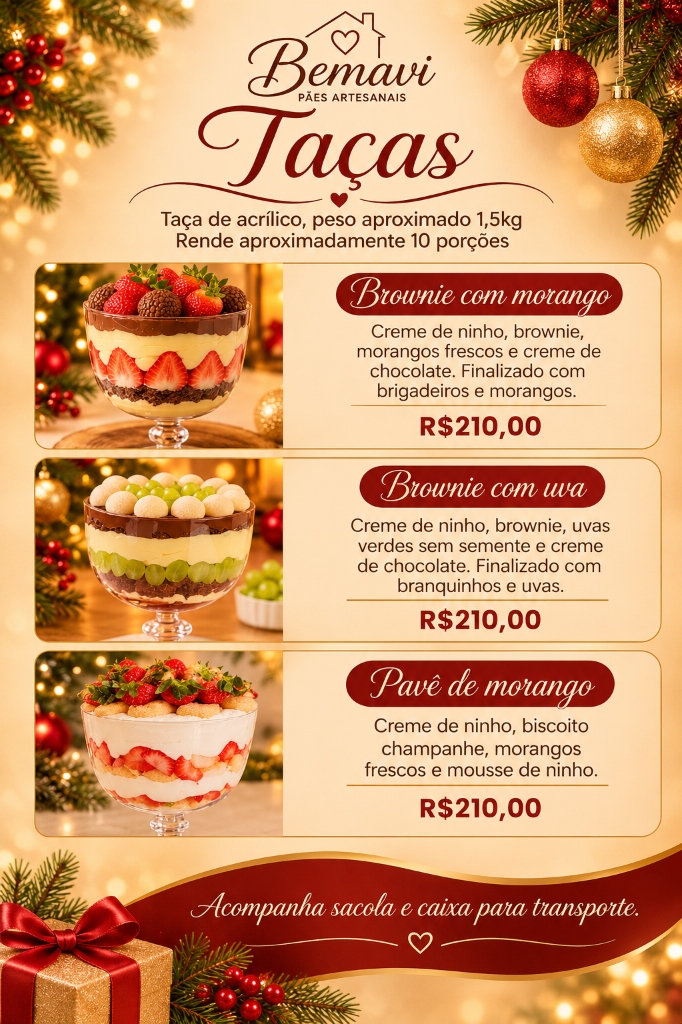 Bemavi
PÃES ARTESANAIS
Taças
Taça de acrílico, peso aproximado 1,5kg
Rende aproximadamente 10 porções
Brownie com morango
Creme de ninho, brownie,
morangos frescos e creme de
chocolate. Finalizado com
brigadeiros e morangos.
R$210,00
Brownie com uva
Creme de ninho, brownie, uvas
verdes sem semente e creme
de chocolate. Finalizado com
branquinhos e uvas.
R$210,00
Pavê de morango
Creme de ninho, biscoito
champanhe, morangos
frescos e mousse de ninho.
R$210,00
Acompanha sacola e caixa para transporte.